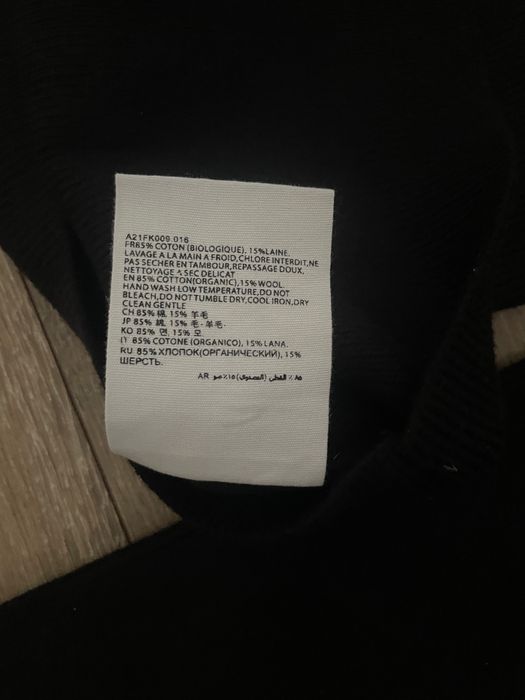 A21FK009 016
FR85% COTON (BIOLOGIQUE), 15%LAINE.
LAVAGE A LA MAIN A FROID,CHLORE INTERDIT,NE
PAS SECHER EN TAMBOUR,REPASSAGE DOUX,
NETTOYAGE A SEC DELICAT
EN 85% COTTON(ORGANIC),15% WOOL.
HAND WASH LOW TEMPERATURE,DO NOT
BLEACH,DO NOT TUMBLE DRY,COOL IRON,DRY
CLEAN GENTLE
CH 85% 棉, 15% 羊毛
JP 85% 綿, 15% 毛-羊毛-
KO 85% 면, 15% 모
IT 85% COTONE (ORGANICO), 15% LANA.
RU 85% ХЛОПОК(ОРГАНИЧЕСКИЙ), 15%
ШЕРСТЬ.
AR ٨٥٪ القطن ١٥٪